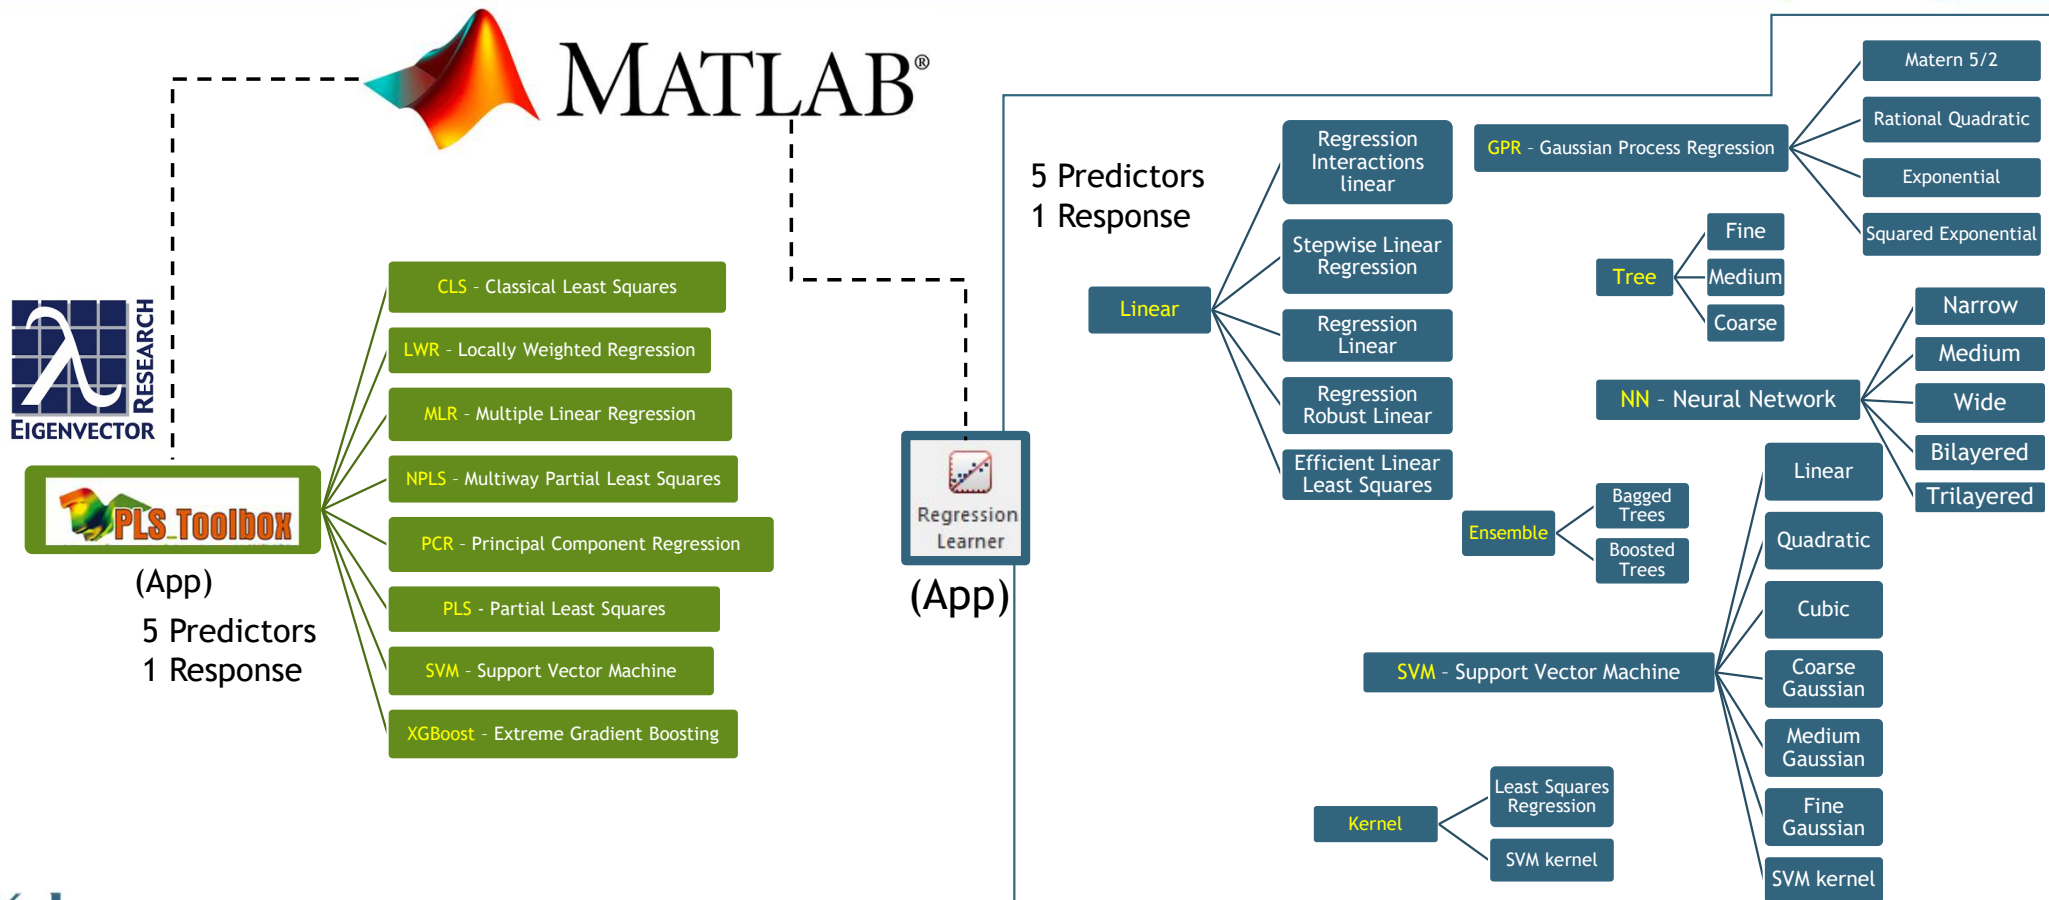 MATLAB®
EIGENVECTOR
RESEARCH
PLS_Toolbox
(App)
5 Predictors
1 Response
CLS - Classical Least Squares
LWR - Locally Weighted Regression
MLR - Multiple Linear Regression
NPLS - Multiway Partial Least Squares
PCR - Principal Component Regression
PLS - Partial Least Squares
SVM - Support Vector Machine
XGBoost - Extreme Gradient Boosting
Regression
Learner
(App)
5 Predictors
1 Response
Linear
Regression
Interactions
linear
Stepwise Linear
Regression
Regression
Linear
Regression
Robust Linear
Efficient Linear
Least Squares
GPR - Gaussian Process Regression
Matern 5/2
Rational Quadratic
Exponential
Squared Exponential
Tree
Fine
Medium
Coarse
NN - Neural Network
Narrow
Medium
Wide
Bilayered
Trilayered
Ensemble
Bagged
Trees
Boosted
Trees
SVM - Support Vector Machine
Linear
Quadratic
Cubic
Coarse
Gaussian
Medium
Gaussian
Fine
Gaussian
SVM kernel
Kernel
Least Squares
Regression
SVM kernel